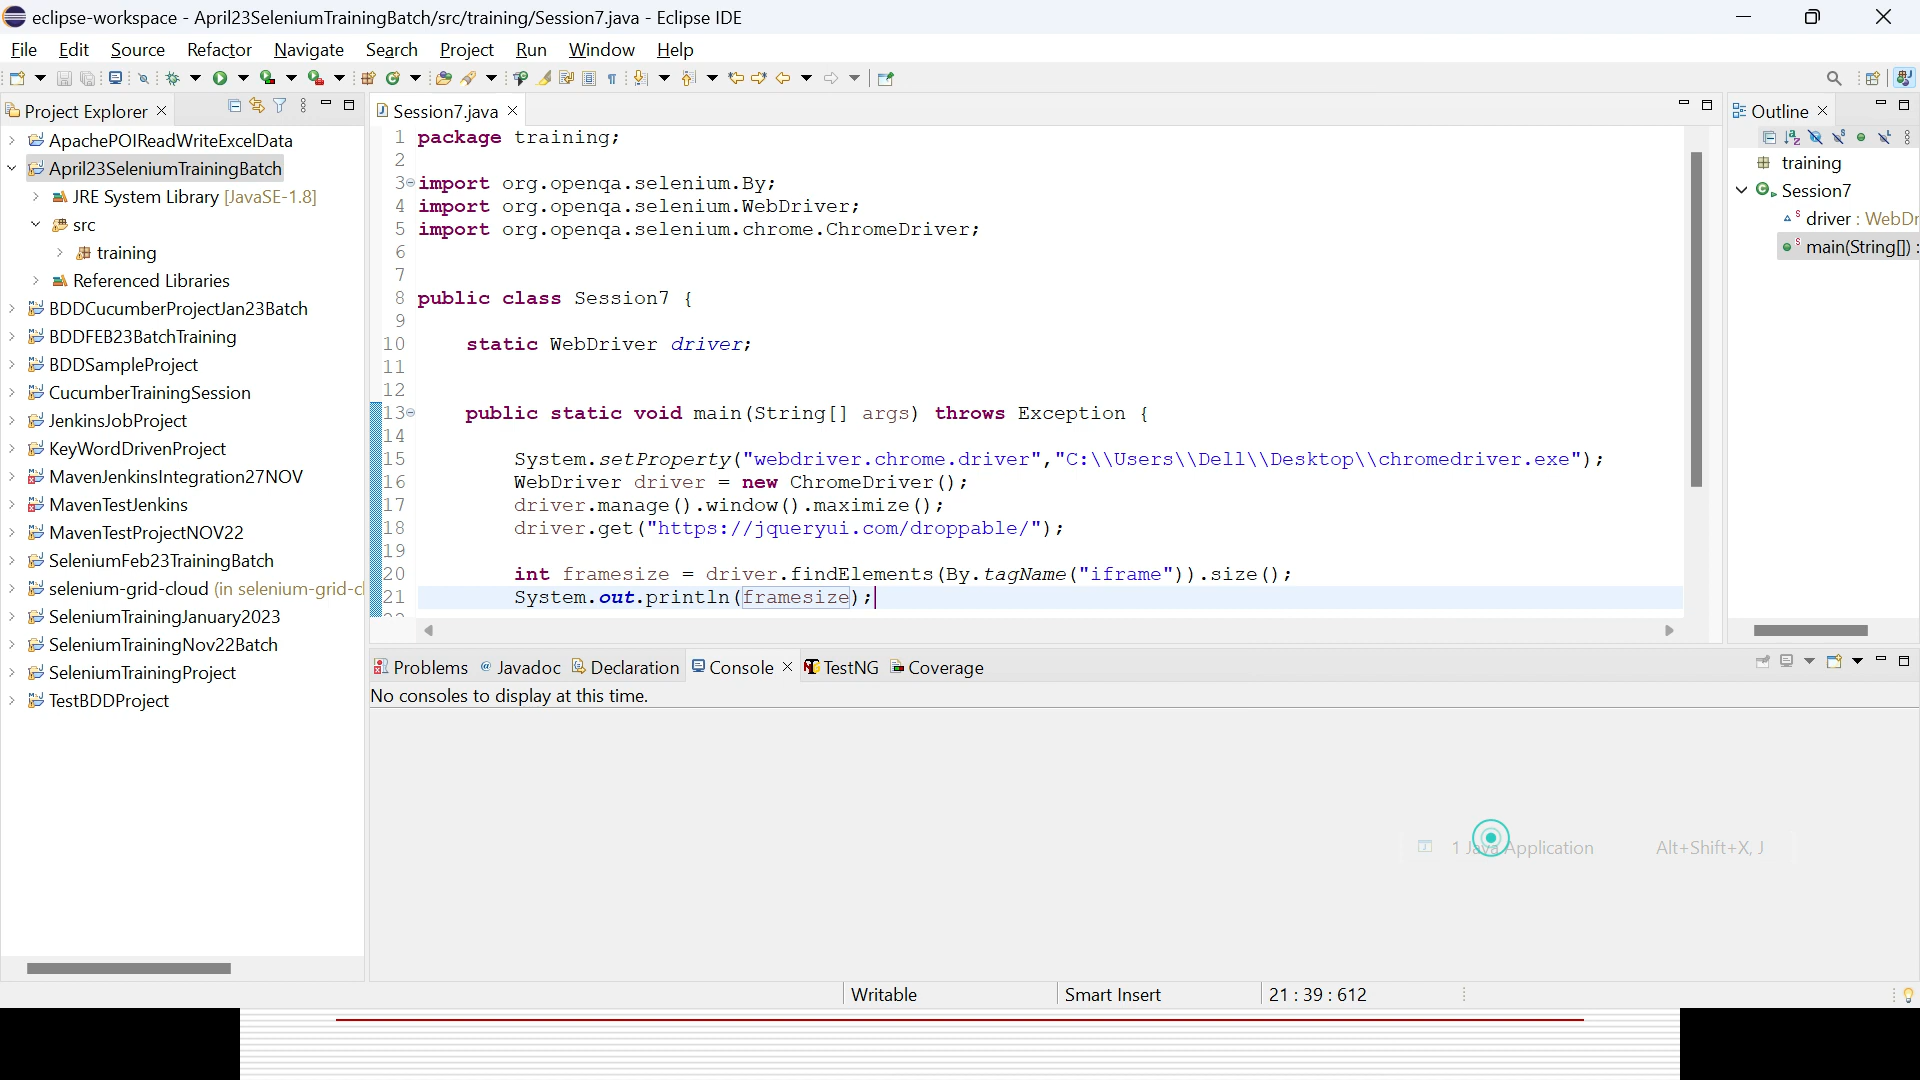 eclipse-workspace - April23SeleniumTrainingBatch/src/training/Session7.java - Eclipse IDE
File Edit Source Refactor Navigate Search Project Run Window Help
Project Explorer
ApachePOIReadWriteExcelData
April23SeleniumTrainingBatch
JRE System Library [JavaSE-1.8]
src
training
Referenced Libraries
BDDCucumberProjectJan23Batch
BDDFEB23BatchTraining
BDDSampleProject
CucumberTrainingSession
JenkinsJobProject
KeyWordDrivenProject
MavenJenkinsIntegration27NOV
MavenTestJenkins
MavenTestProjectNOV22
SeleniumFeb23TrainingBatch
selenium-grid-cloud (in selenium-grid-cl
SeleniumTrainingJanuary2023
SeleniumTrainingNov22Batch
SeleniumTrainingProject
TestBDDProject
Session7.java
1 package training;
2
3 import org.openqa.selenium.By;
4 import org.openqa.selenium.WebDriver;
5 import org.openqa.selenium.chrome.ChromeDriver;
6
7
8 public class Session7 {
9
10 static WebDriver driver;
11
12
13 public static void main(String[] args) throws Exception {
14
15 System.setProperty("webdriver.chrome.driver","C:\\Users\\Dell\\Desktop\\chromedriver.exe");
16 WebDriver driver = new ChromeDriver();
17 driver.manage().window().maximize();
18 driver.get("https://jqueryui.com/droppable/");
19
20 int framesize = driver.findElements(By.tagName("iframe")).size();
21 System.out.println(framesize);
Outline
training
Session7
driver : WebDr
main(String[]) :
Problems Javadoc Declaration Console TestNG Coverage
No consoles to display at this time.
1 Java Application Alt+Shift+X, J
Writable Smart Insert 21 : 39 : 612